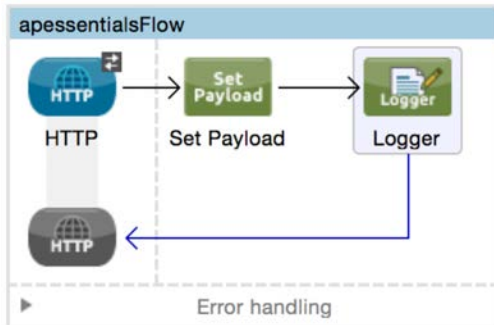 apessentialsFlow
HTTP
Set
Payload
Logger
HTTP
Set Payload
Logger
HTTP
Error handling